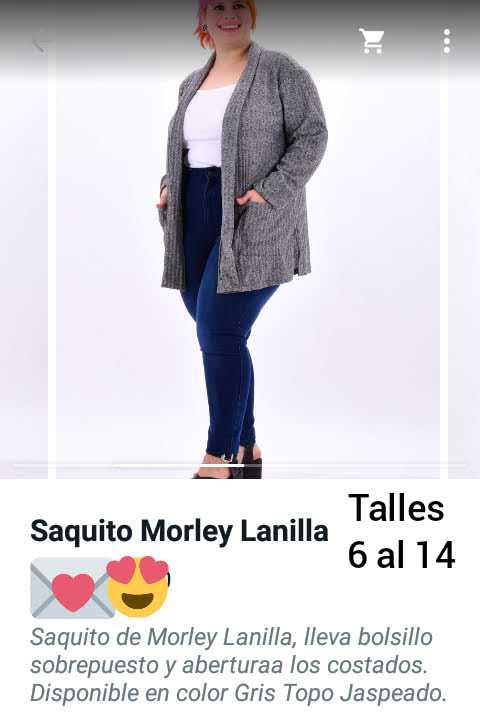 Saquito Morley Lanilla
Talles
6 al 14
Saquito de Morley Lanilla, lleva bolsillo
sobrepuesto y aberturaa los costados.
Disponible en color Gris Topo Jaspeado.